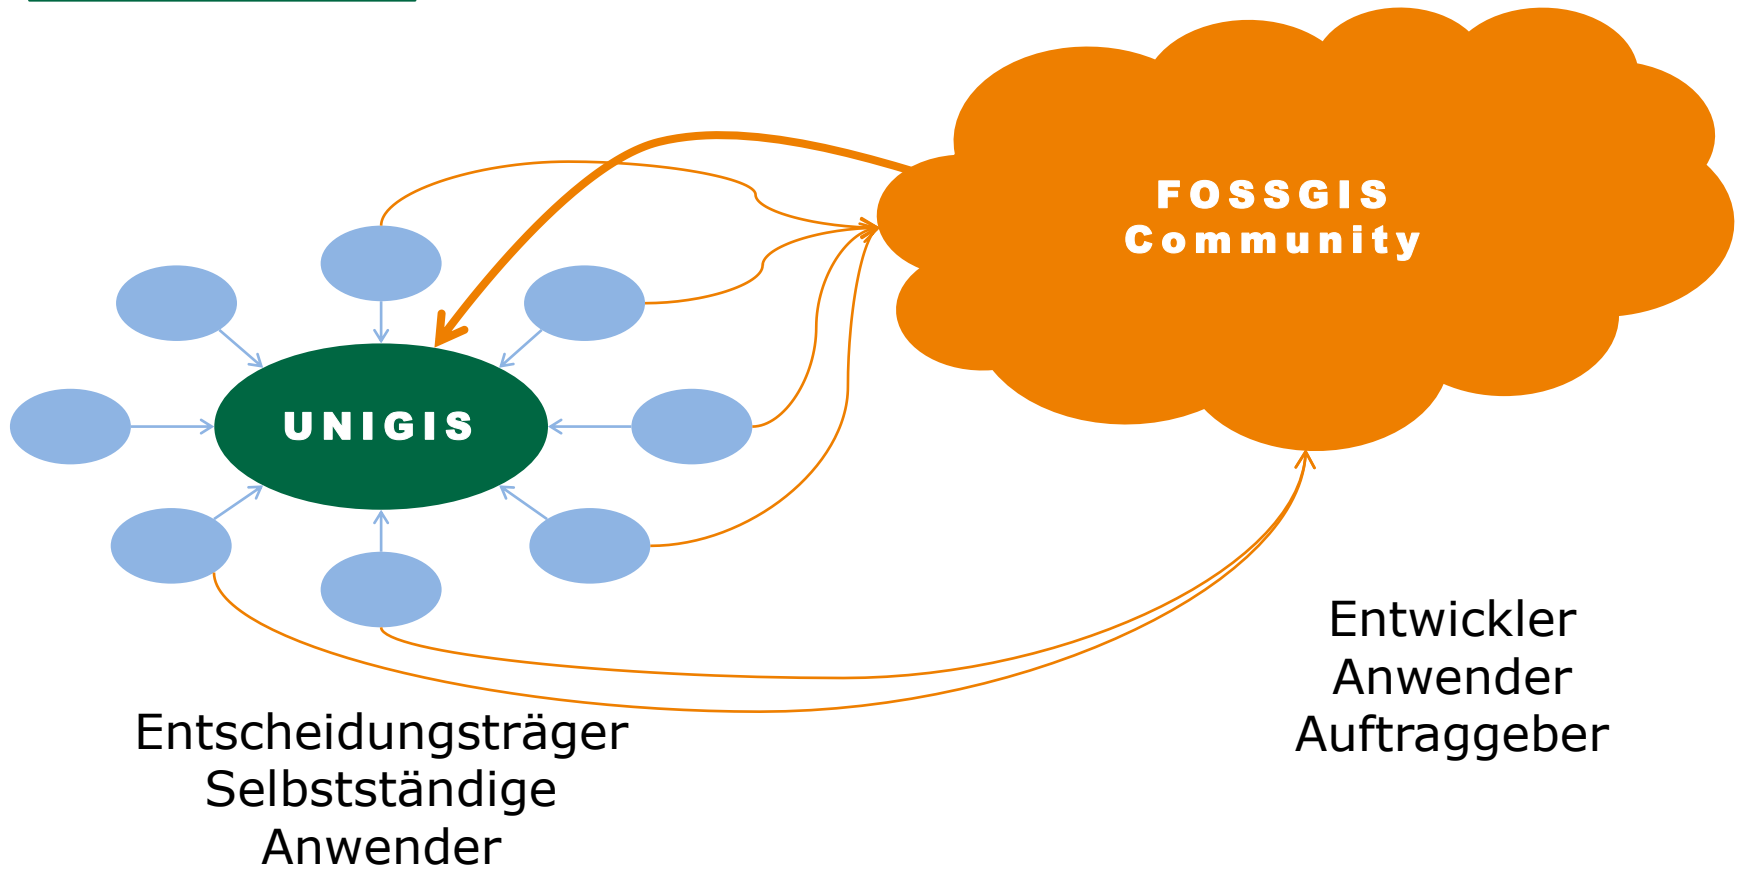 FOSSGIS
Community
UNIGIS
Entwickler
Anwender
Auftraggeber
Entscheidungsträger
Selbstständige
Anwender